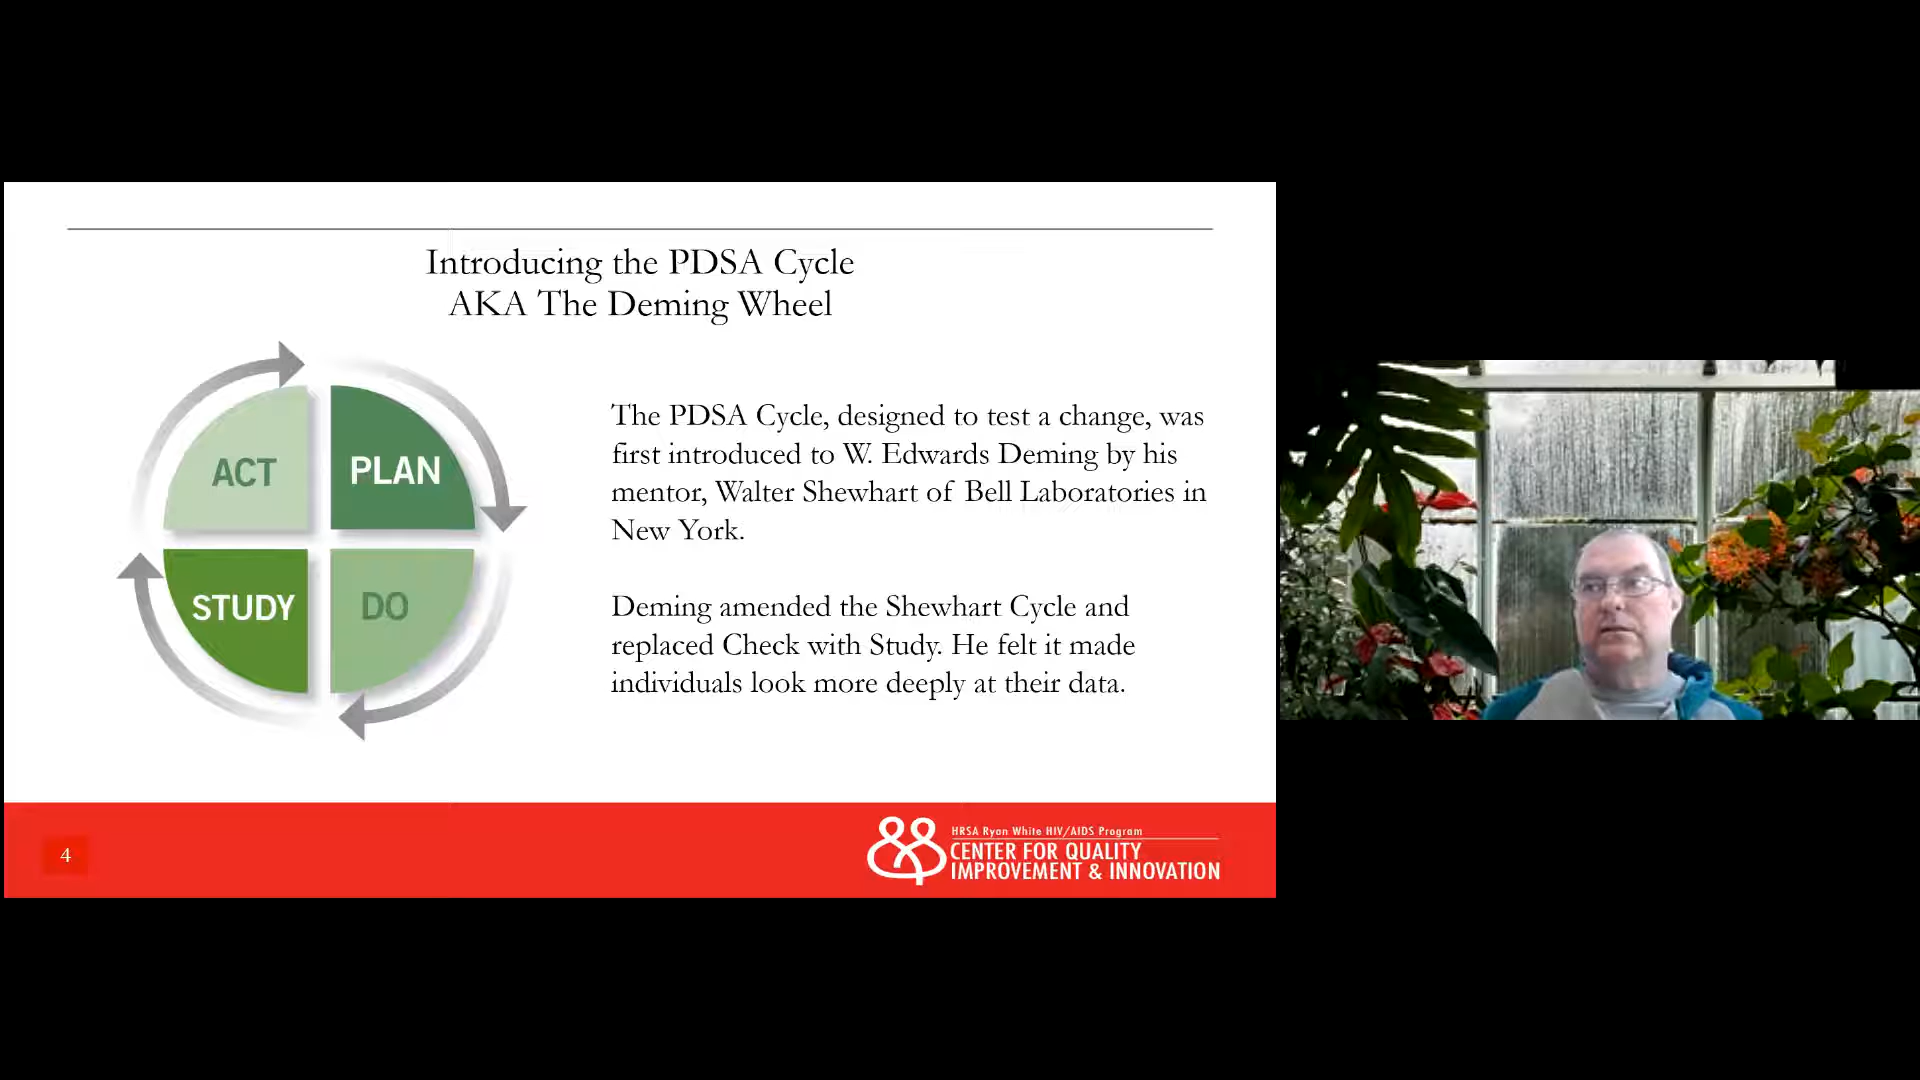 Introducing the PDSA Cycle
AKA The Deming Wheel
ACT
PLAN
STUDY
DO
The PDSA Cycle, designed to test a change, was
first introduced to W. Edwards Deming by his
mentor, Walter Shewhart of Bell Laboratories in
New York.
Deming amended the Shewhart Cycle and
replaced Check with Study. He felt it made
individuals look more deeply at their data.
4
HRSA Ryan White HIV/AIDS Program
CENTER FOR QUALITY
IMPROVEMENT & INNOVATION